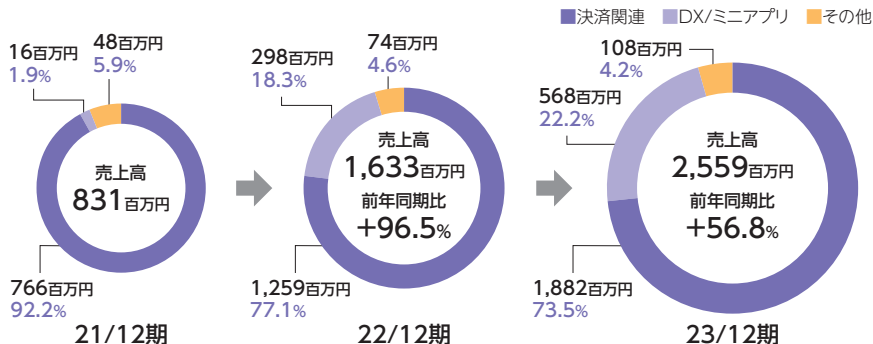 決済関連 DX/ミニアプリ その他
16百万円
1.9%
48百万円
5.9%
売上高
831百万円
766百万円
92.2%
21/12期
298百万円
18.3%
74百万円
4.6%
売上高
1,633百万円
前年同期比
+96.5%
1,259百万円
77.1%
22/12期
108百万円
4.2%
568百万円
22.2%
売上高
2,559百万円
前年同期比
+56.8%
1,882百万円
73.5%
23/12期